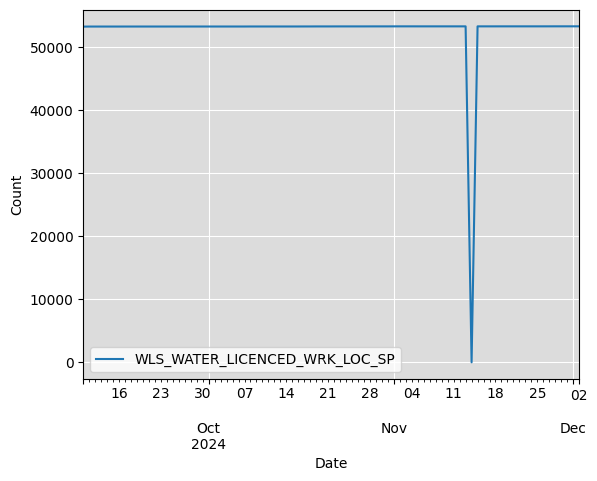 50000
40000
30000
20000
10000
0
Count
WLS_WATER_LICENCED_WRK_LOC_SP
16 23 30 07 14 21 28 04 11 18 25 02
Oct Nov Dec
2024
Date